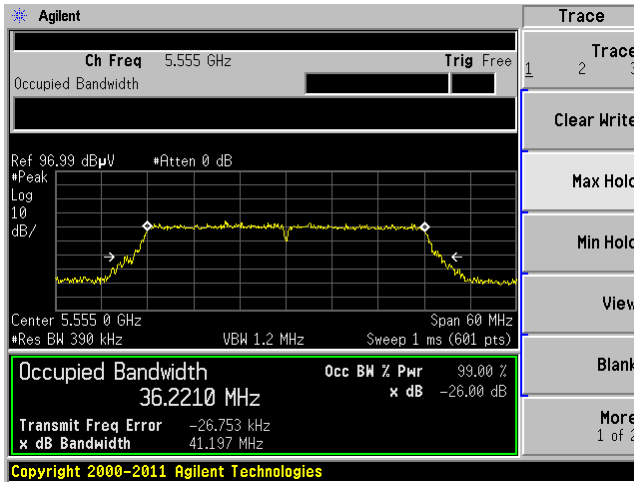 Agilent
Trace
Ch Freq 5.555 GHz Trig Free
Occupied Bandwidth
Trace
1 2 3
Clear Write
Max Hold
Min Hold
View
Blank
More
1 of 2
Ref 96.99 dBµV #Atten 0 dB
#Peak
Log
10
dB/
Center 5.555 0 GHz Span 60 MHz
#Res BW 390 kHz VBW 1.2 MHz Sweep 1 ms (601 pts)
Occupied Bandwidth Occ BW % Pwr 99.00 %
36.2210 MHz x dB -26.00 dB
Transmit Freq Error -26.753 kHz
x dB Bandwidth 41.197 MHz
Copyright 2000-2011 Agilent Technologies